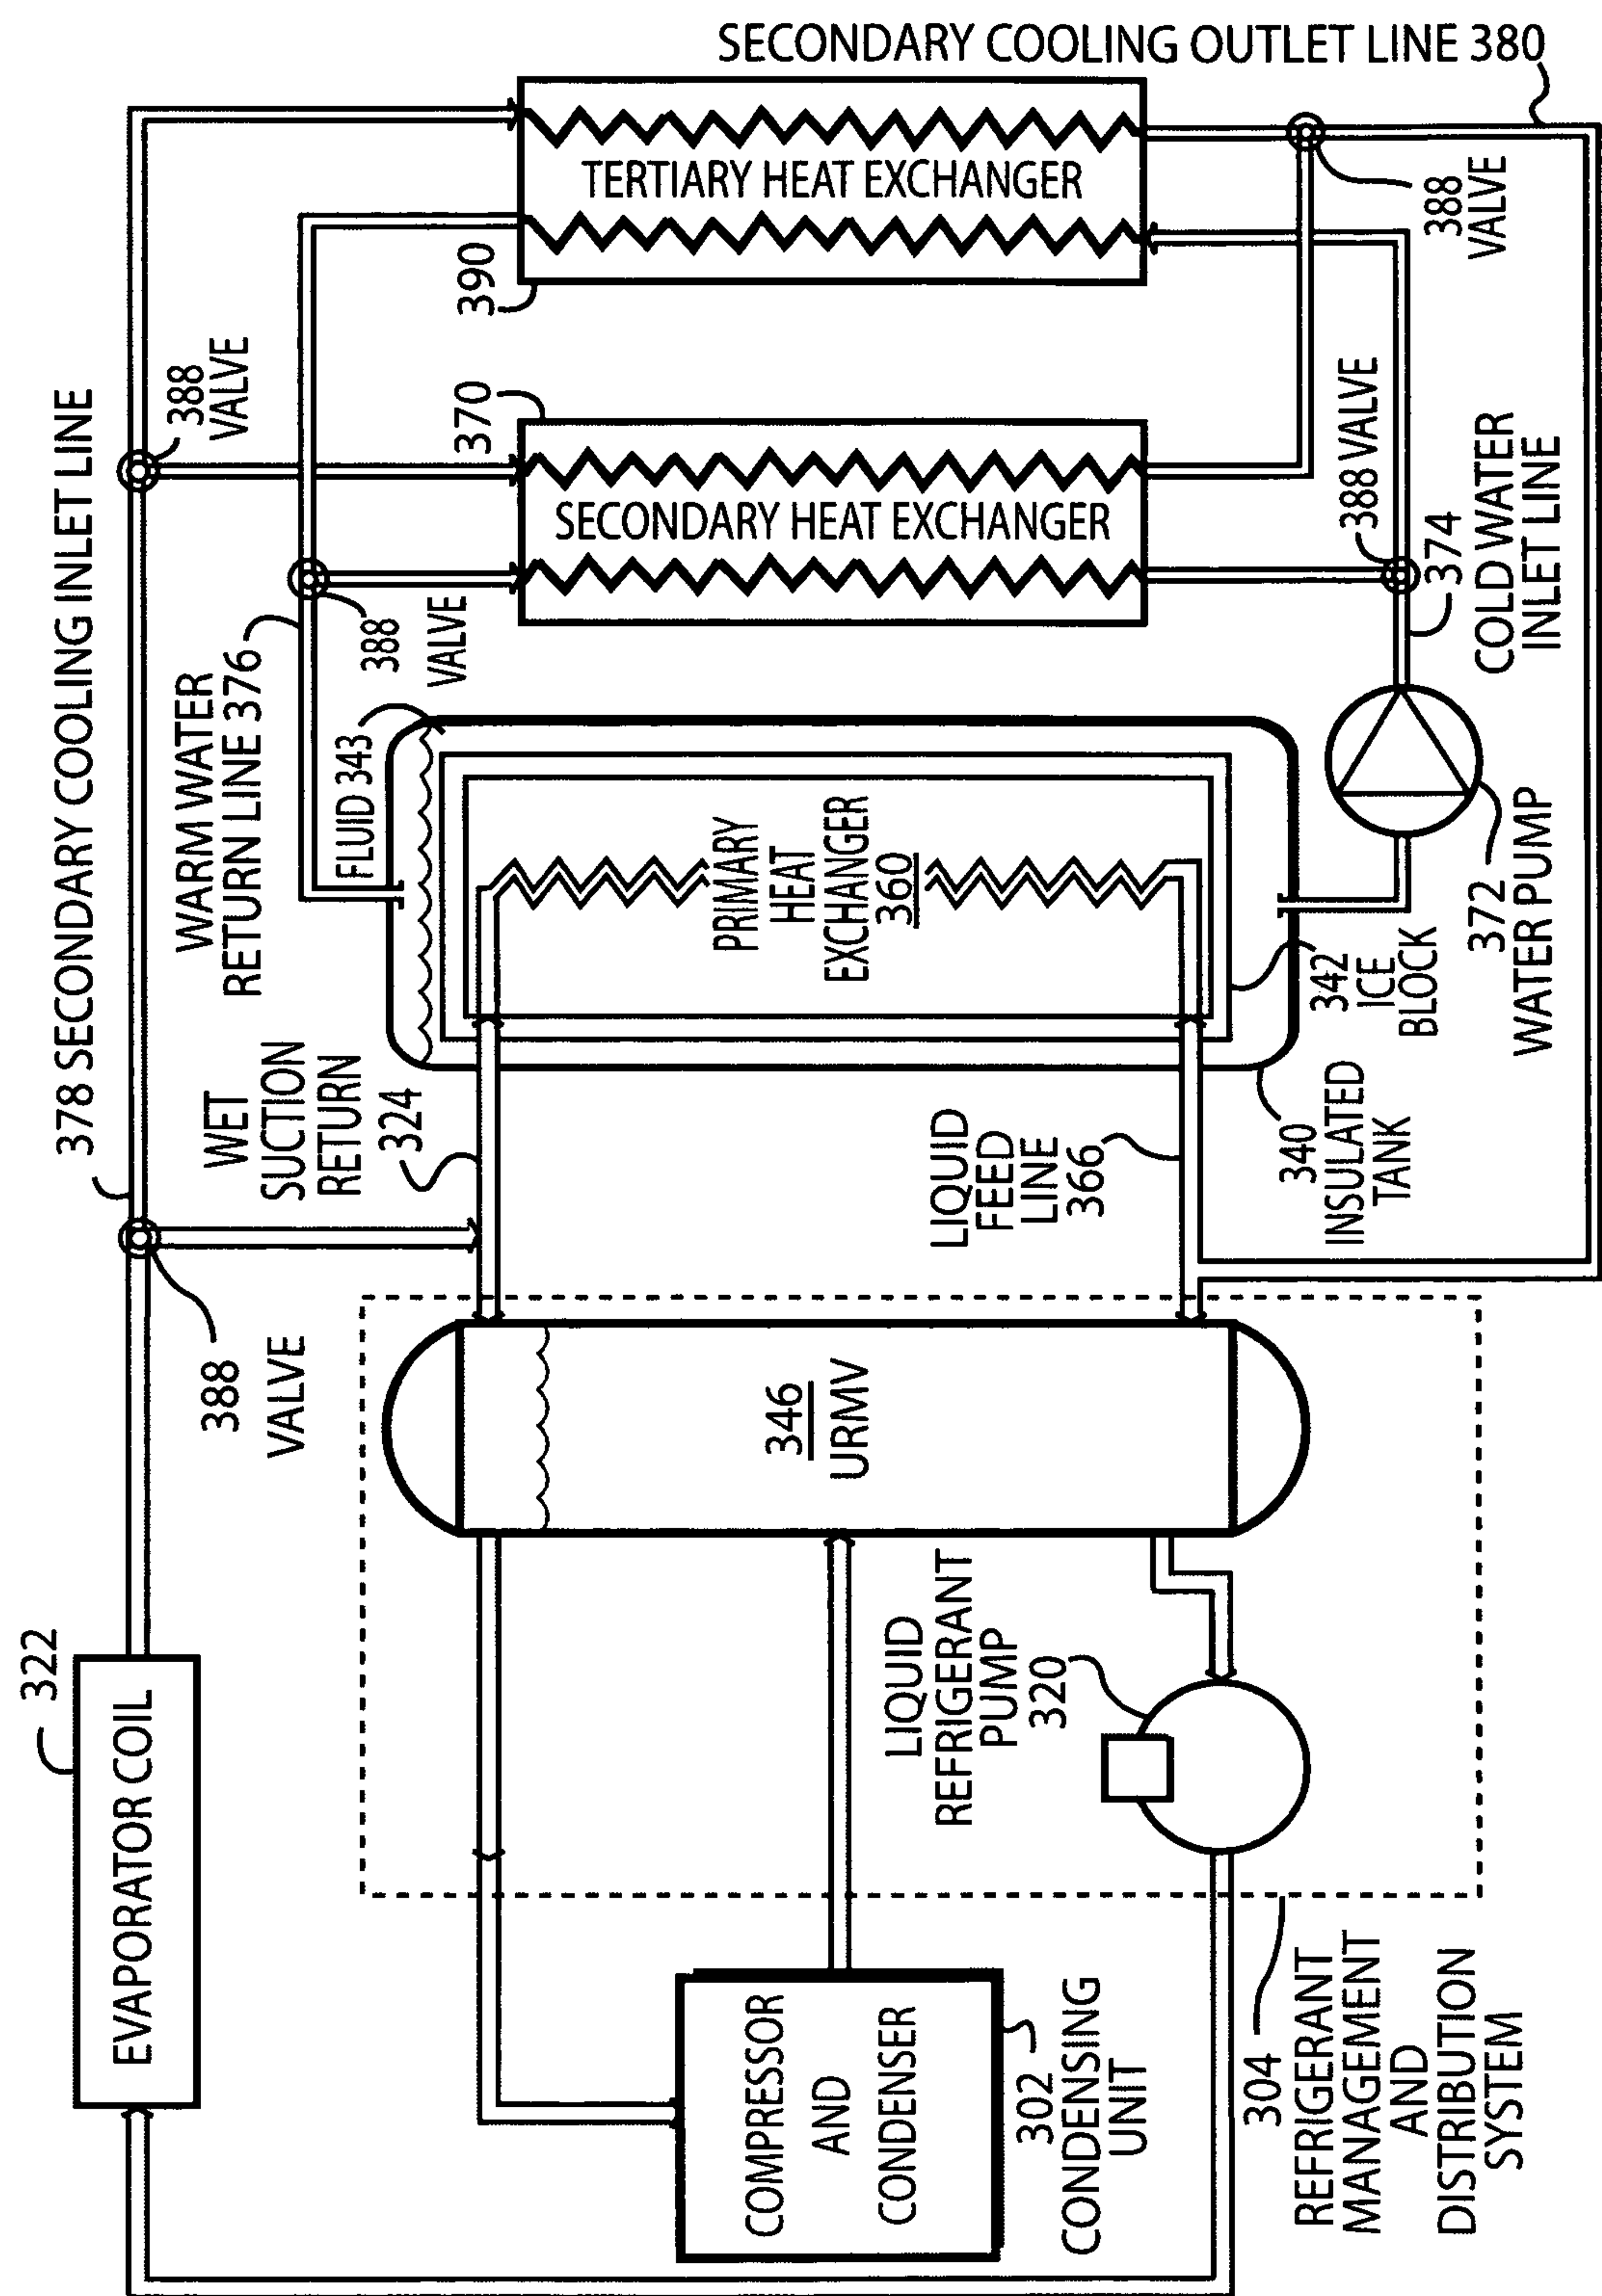 SECONDARY COOLING OUTLET LINE 380
TERTIARY HEAT EXCHANGER
390
388
VALVE
388
VALVE
378 SECONDARY COOLING INLET LINE
370
SECONDARY HEAT EXCHANGER
388 VALVE
374
COLD WATER
INLET LINE
388
VALVE
WARM WATER
RETURN LINE 376
FLUID 343
PRIMARY
HEAT
EXCHANGER
360
342
ICE
BLOCK
372
WATER PUMP
WET
SUCTION
RETURN
324
LIQUID
FEED
LINE
366
340
INSULATED
TANK
388
VALVE
346
URMV
322
EVAPORATOR COIL
LIQUID
REFRIGERANT
PUMP
320
COMPRESSOR
AND
CONDENSER
302
CONDENSING
UNIT
304
REFRIGERANT
MANAGEMENT
AND
DISTRIBUTION
SYSTEM